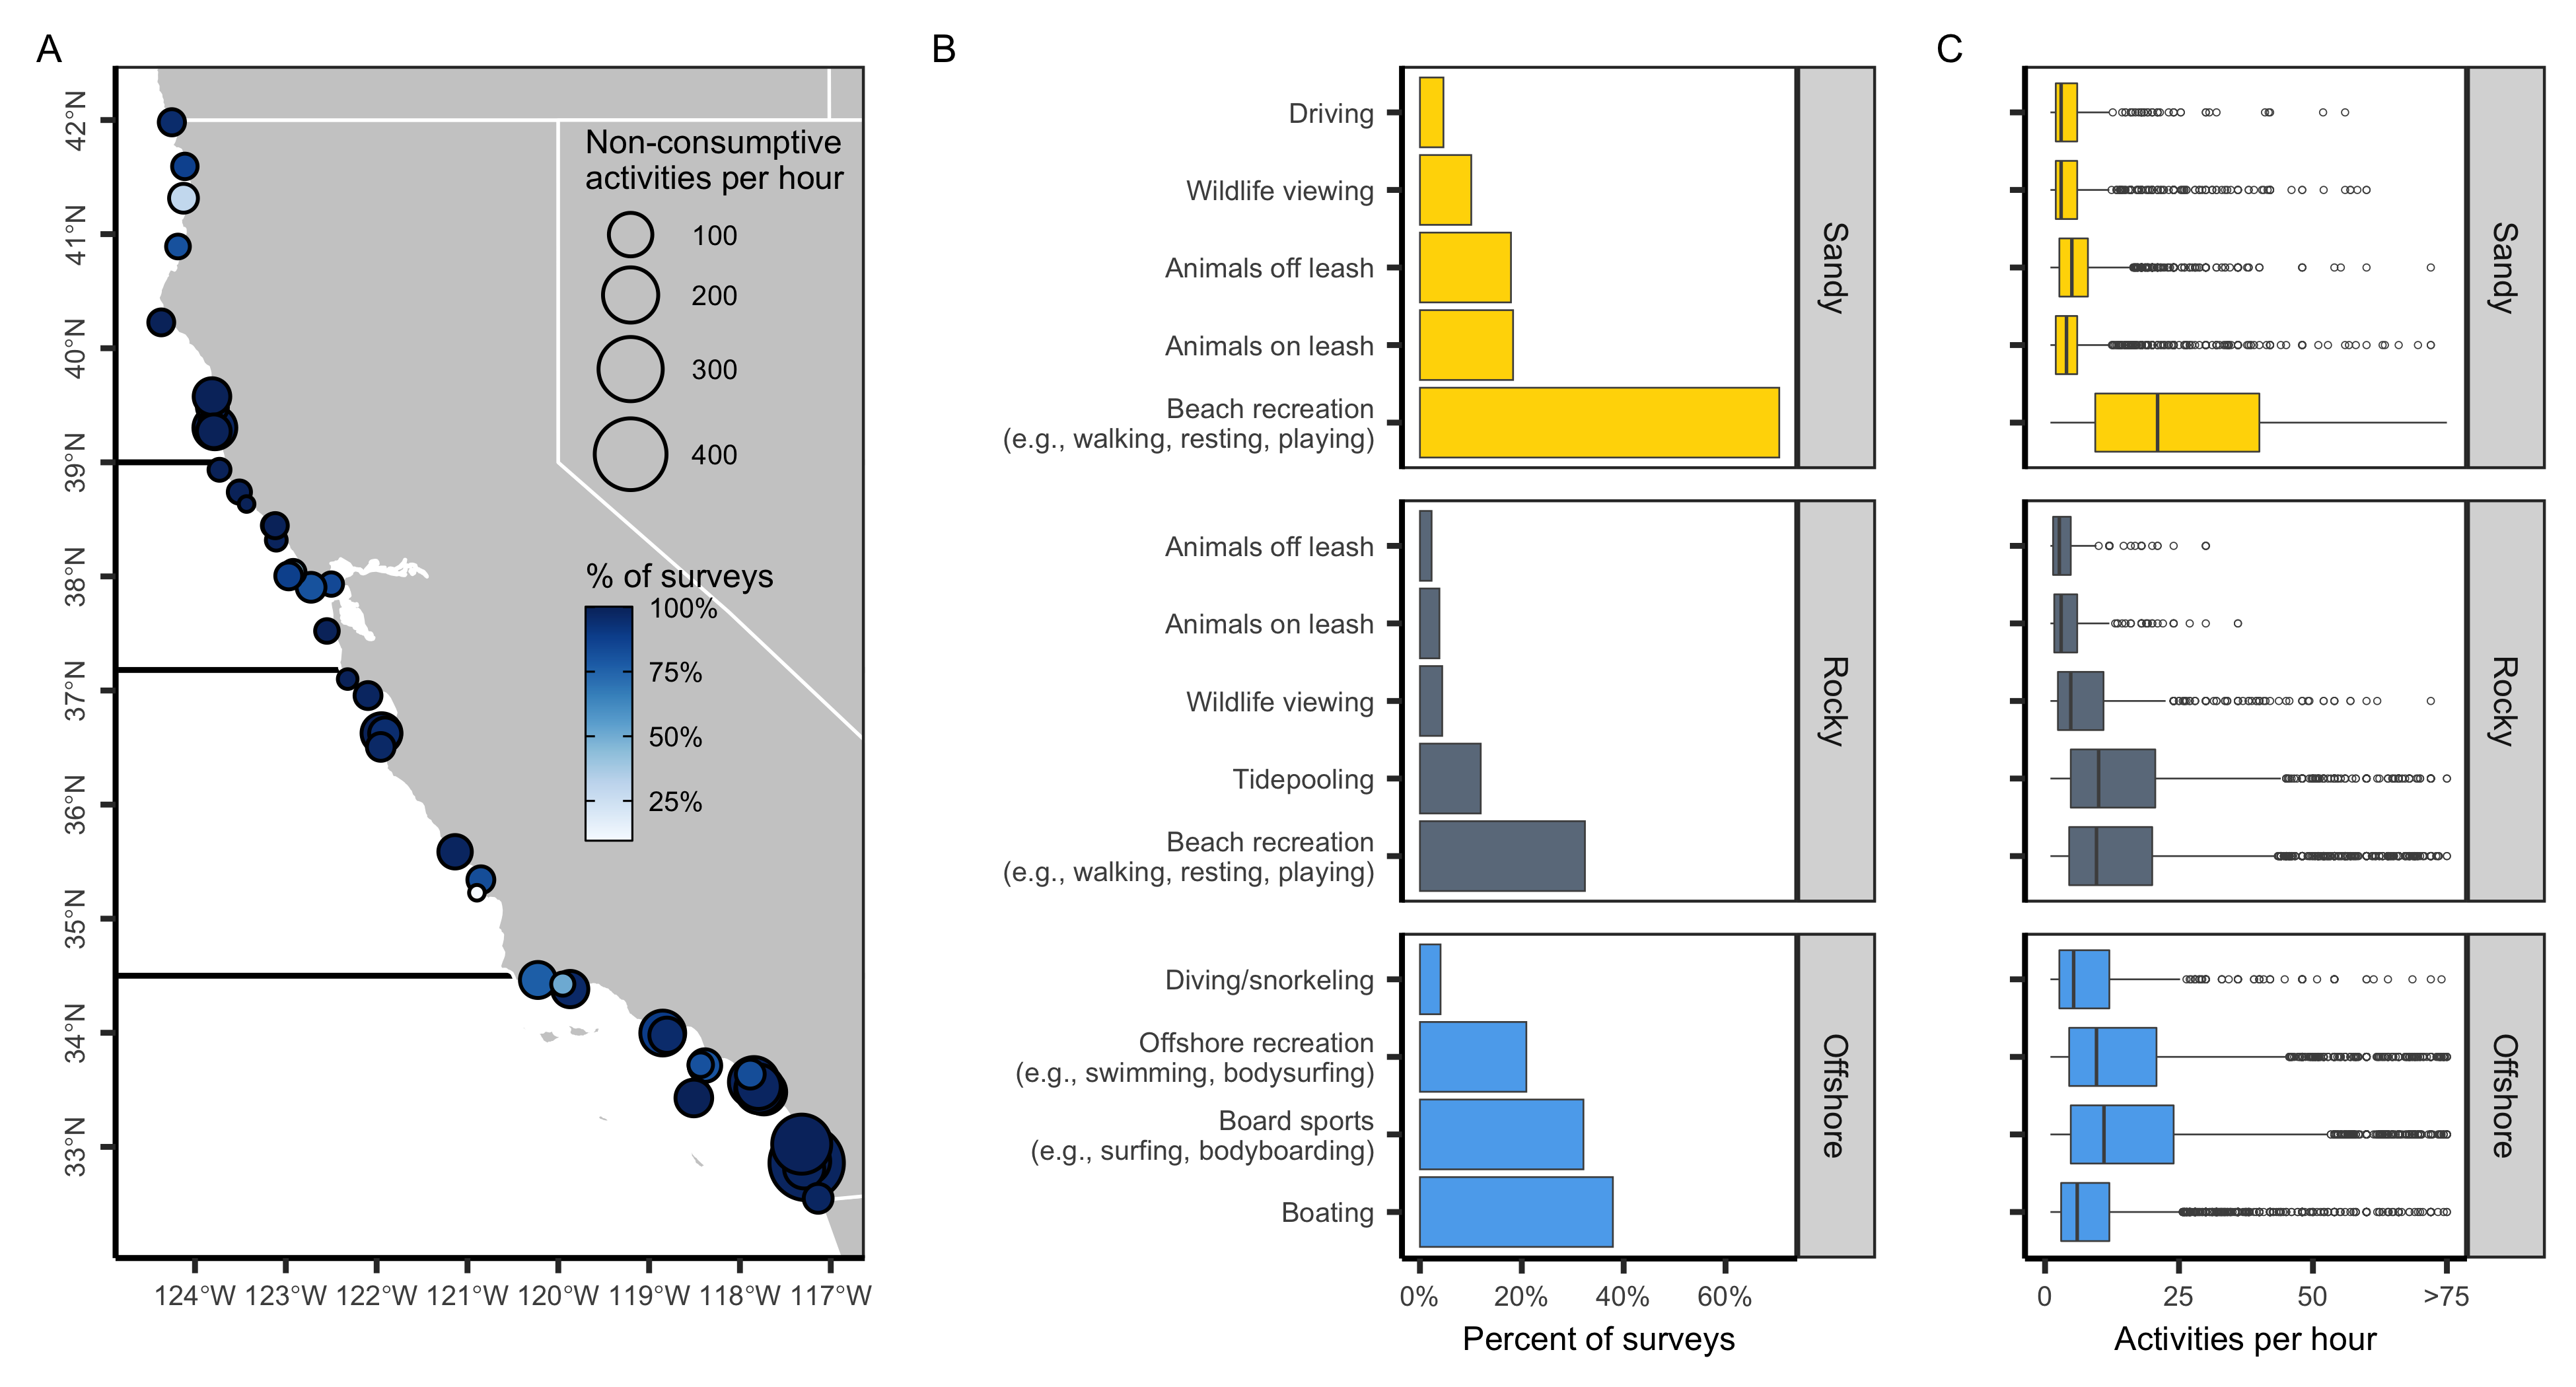 A
42°N
41°N
40°N
39°N
38°N
37°N
36°N
35°N
34°N
33°N
124°W 123°W 122°W 121°W 120°W 119°W 118°W 117°W
Non-consumptive
activities per hour
100
200
300
400
% of surveys
100%
75%
50%
25%
B
Driving
Wildlife viewing
Animals off leash
Animals on leash
Beach recreation
(e.g., walking, resting, playing)
Sandy
Animals off leash
Animals on leash
Wildlife viewing
Tidepooling
Beach recreation
(e.g., walking, resting, playing)
Rocky
Diving/snorkeling
Offshore recreation
(e.g., swimming, bodysurfing)
Board sports
(e.g., surfing, bodyboarding)
Boating
Offshore
0% 20% 40% 60%
Percent of surveys
C
Sandy
Rocky
Offshore
0 25 50 >75
Activities per hour